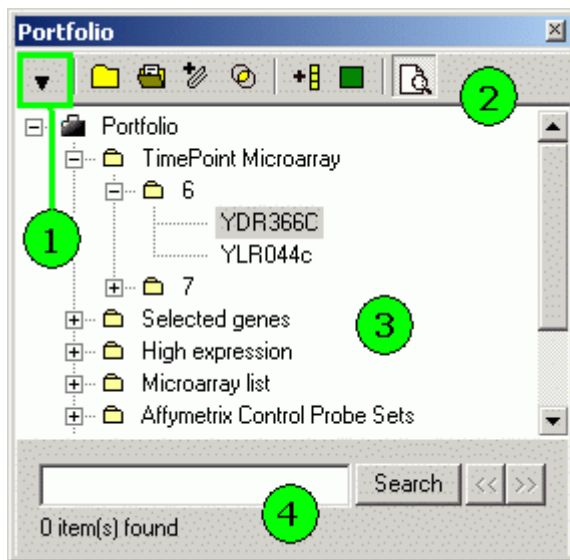 Portfolio
2
Portfolio
TimePoint Microarray
6
YDR366C
1
YLR044c
7
Selected genes
3
High expression
Microarray list
Affymetrix Control Probe Sets
Search << >>
0 item(s) found
4